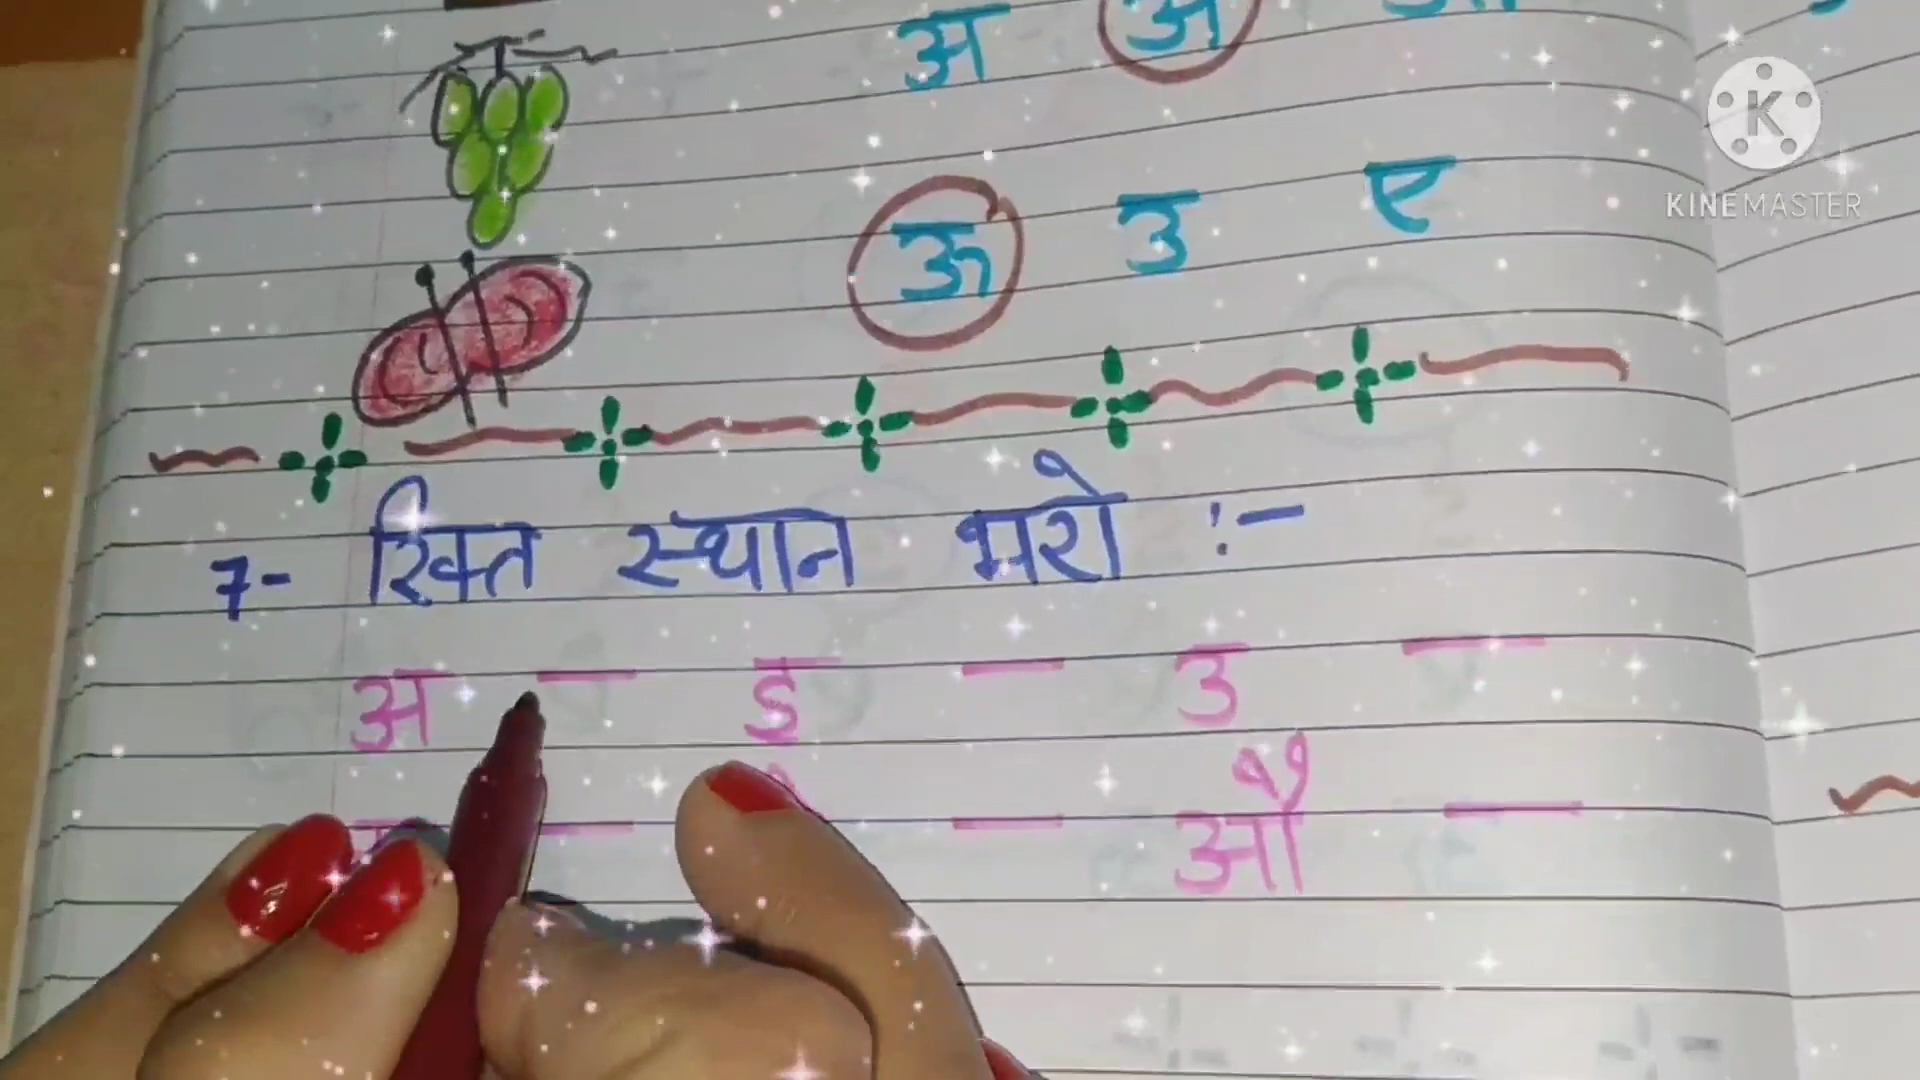 अ अं
K
KINEMASTER
ऊ उ ए
7- रिक्त स्थान भरो :-
अ — इ — उ —
— — औ —